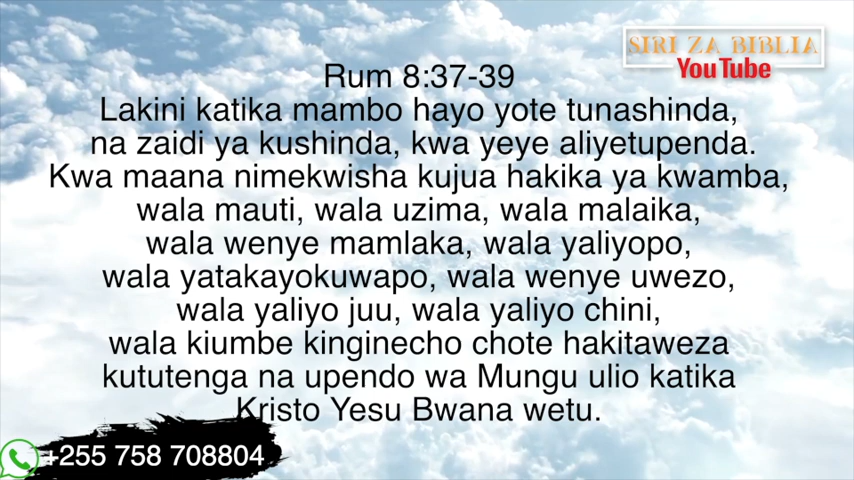 SIRI ZA BIBLIA
YouTube
Rum 8:37-39
Lakini katika mambo hayo yote tunashinda,
na zaidi ya kushinda, kwa yeye aliyetupenda.
Kwa maana nimekwisha kujua hakika ya kwamba,
wala mauti, wala uzima, wala malaika,
wala wenye mamlaka, wala yaliyopo,
wala yatakayokuwapo, wala wenye uwezo,
wala yaliyo juu, wala yaliyo chini,
wala kiumbe kinginecho chote hakitaweza
kututenga na upendo wa Mungu ulio katika
Kristo Yesu Bwana wetu.
+255 758 708804